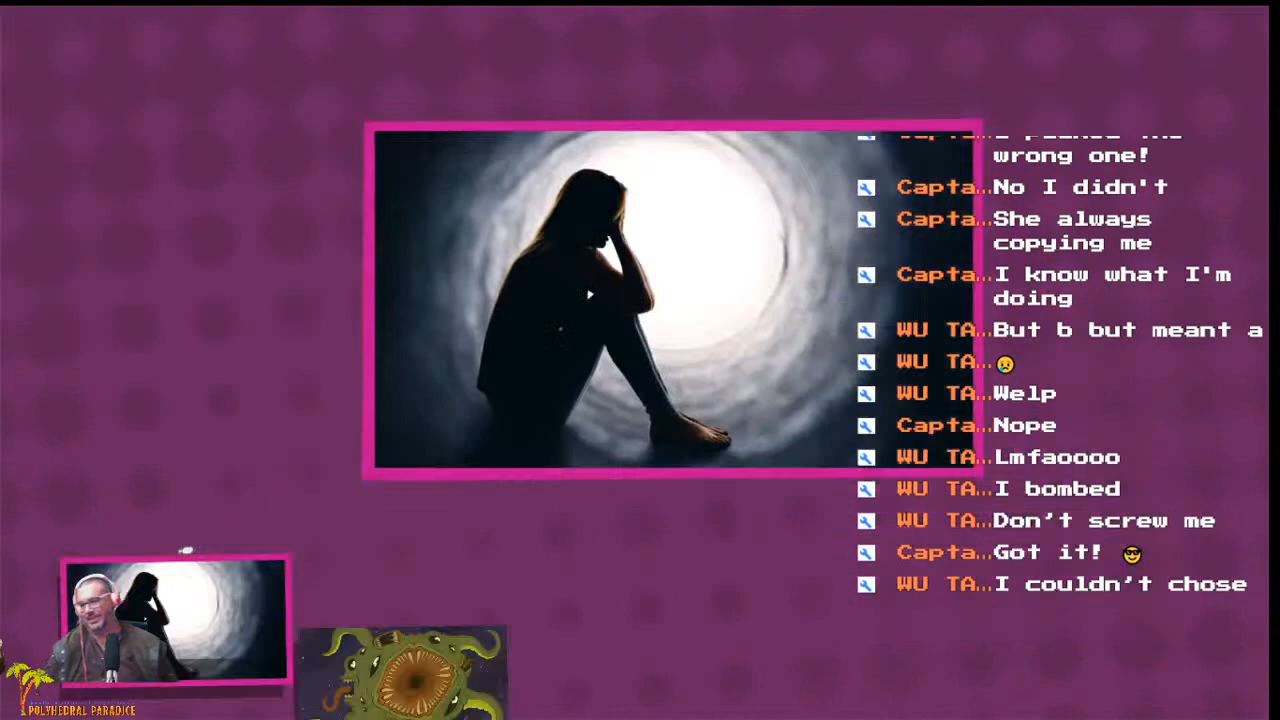 wrong one!
Capta...No I didn't
Capta...She always
copying me
Capta...I know what I'm
doing
WU TA...But b but meant a
WU TA...😢
WU TA...Welp
Capta...Nope
WU TA...Lmfaoooo
WU TA...I bombed
WU TA...Don't screw me
Capta...Got it! 😎
WU TA...I couldn't chose
POLYHEDRAL PARADICE